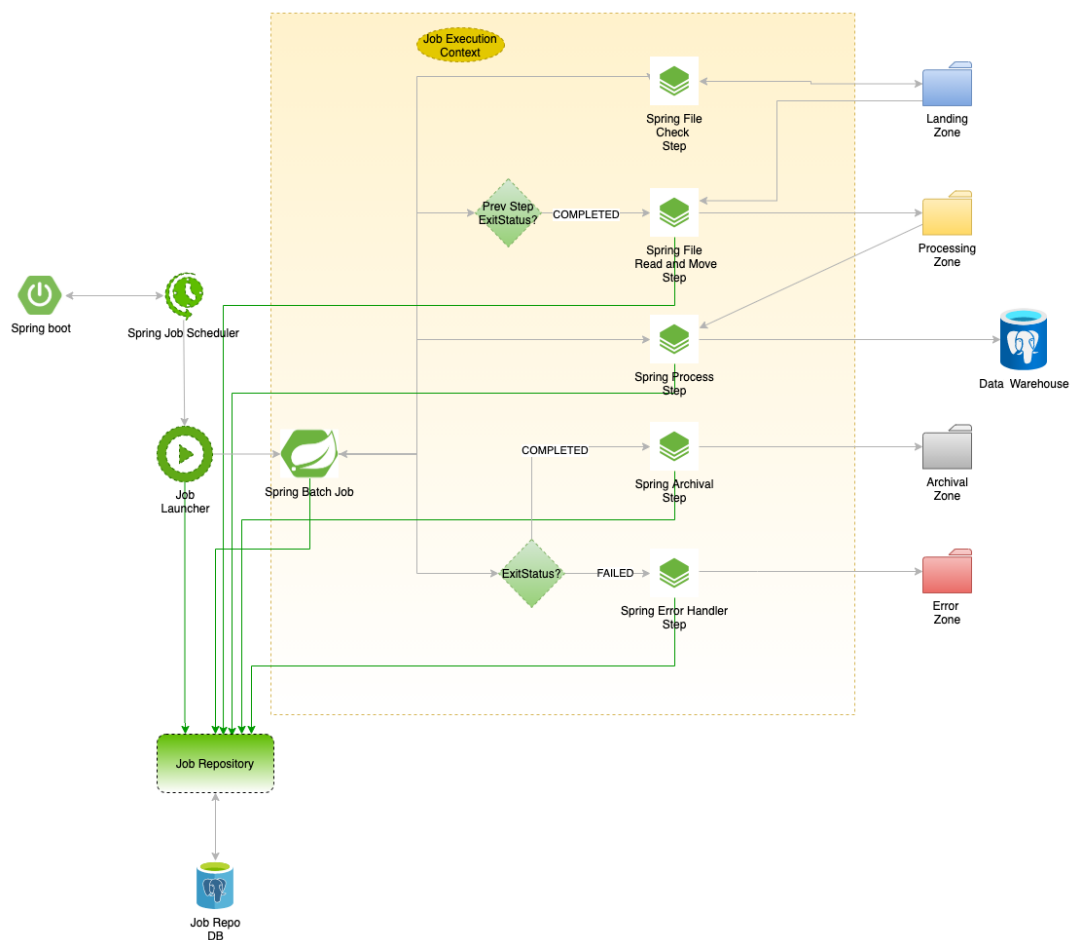 Job Execution
Context
Spring File
Check
Step
Landing
Zone
Prev Step
ExitStatus?
COMPLETED
Spring File
Read and Move
Step
Processing
Zone
Spring boot
Spring Job Scheduler
Spring Process
Step
Data Warehouse
Job
Launcher
Spring Batch Job
COMPLETED
Spring Archival
Step
Archival
Zone
ExitStatus?
FAILED
Spring Error Handler
Step
Error
Zone
Job Repository
Job Repo
DB